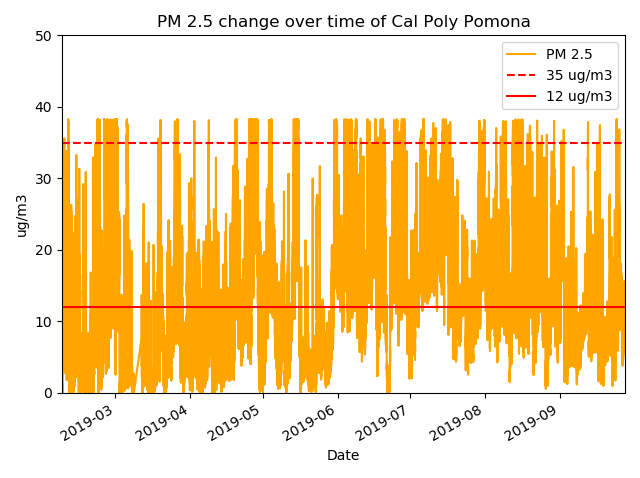 PM 2.5 change over time of Cal Poly Pomona
50
40
30
20
10
0
ug/m3
PM 2.5
35 ug/m3
12 ug/m3
2019-03
2019-04
2019-05
2019-06
2019-07
2019-08
2019-09
Date